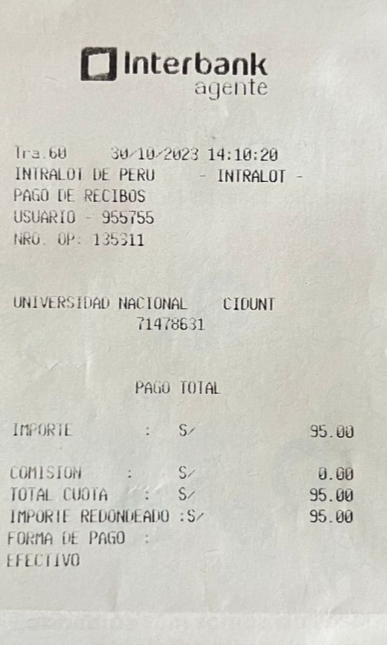 Interbank
agente
Tra.60 30/10/2023 14:10:20
INTRALOT DE PERU - INTRALOT -
PAGO DE RECIBOS
USUARIO - 955755
NRO. OP: 135311
UNIVERSIDAD NACIONAL CIDUNT
71478631
PAGO TOTAL
IMPORTE : S/ 95.00
COMISION : S/ 0.00
TOTAL CUOTA : S/ 95.00
IMPORTE REDONDEADO :S/ 95.00
FORMA DE PAGO :
EFECTIVO